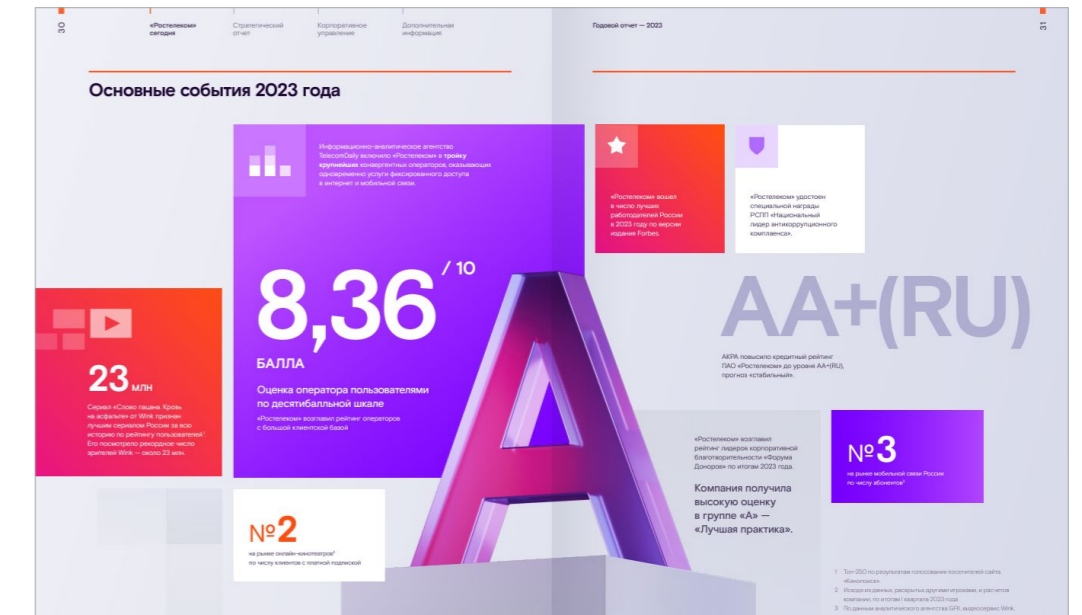 30
«Ростелеком»
сегодня
Стратегический
отчет
Корпоративное
управление
Дополнительная
информация
Годовой отчет — 2023
31
Основные события 2023 года
Информационно-аналитическое агентство
TelecomDaily включило «Ростелеком» в тройку
крупнейших конвергентных операторов, оказывающих
одновременно услуги фиксированного доступа
в интернет и мобильной связи.
8,36 / 10
БАЛЛА
Оценка оператора пользователями
по десятибалльной шкале
«Ростелеком» возглавил рейтинг операторов
с большой клиентской базой
23 млн
Сериал «Слово пацана. Кровь
на асфальте» от Wink признан
лучшим сериалом России за всю
историю по рейтингу пользователей¹.
Его посмотрело рекордное число
зрителей Wink — около 23 млн.
№2
на рынке онлайн-кинотеатров³
по числу клиентов с платной подпиской
«Ростелеком» вошел
в число лучших
работодателей России
в 2023 году по версии
издания Forbes.
«Ростелеком» удостоен
специальной награды
РСПП «Национальный
лидер антикоррупционного
комплаенса».
AA+(RU)
АКРА повысило кредитный рейтинг
ПАО «Ростелеком» до уровня AA+(RU),
прогноз «стабильный».
«Ростелеком» возглавил
рейтинг лидеров корпоративной
благотворительности «Форума
Доноров» по итогам 2023 года.
Компания получила
высокую оценку
в группе «А» —
«Лучшая практика».
№3
на рынке мобильной связи России
по числу абонентов²
1 Топ-250 по результатам голосования посетителей сайта
«Кинопоиск».
2 Исходя из данных, раскрытых другими игроками, и расчетов
компании, по итогам I квартала 2023 года.
3 По данным аналитического агентства GFK, видеосервис Wink.